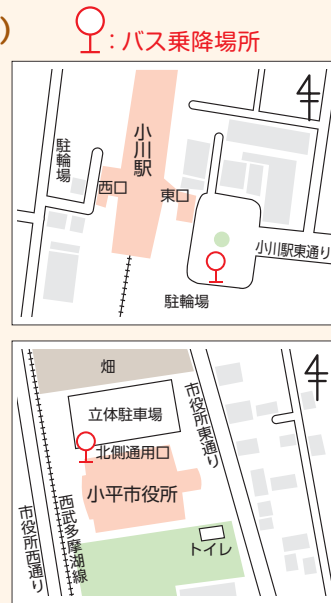 )
：バス乗降場所
小川駅
駐輪場
西口
東口
小川駅東通り
駐輪場
畑
立体駐車場
市役所東通り
北側通用口
小平市役所
市役所西通り
西武多摩湖線
トイレ